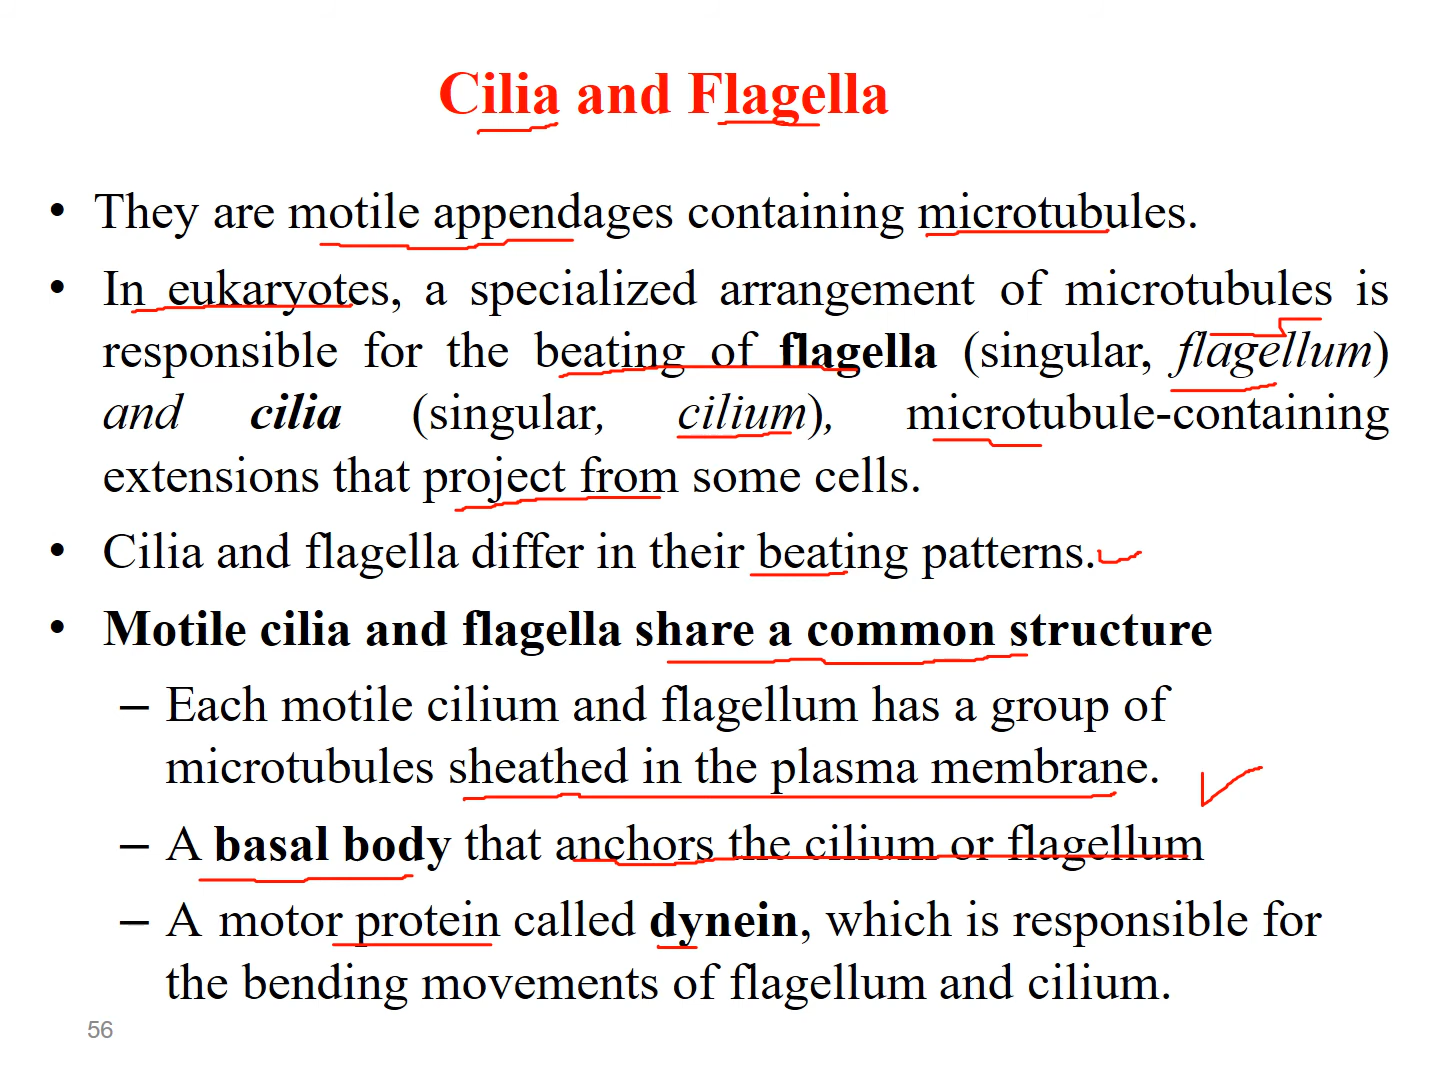 Cilia and Flagella
• They are motile appendages containing microtubules.
• In eukaryotes, a specialized arrangement of microtubules is
responsible for the beating of flagella (singular, flagellum)
and cilia (singular, cilium), microtubule-containing
extensions that project from some cells.
• Cilia and flagella differ in their beating patterns.
• Motile cilia and flagella share a common structure
– Each motile cilium and flagellum has a group of
microtubules sheathed in the plasma membrane.
– A basal body that anchors the cilium or flagellum
– A motor protein called dynein, which is responsible for
the bending movements of flagellum and cilium.
56